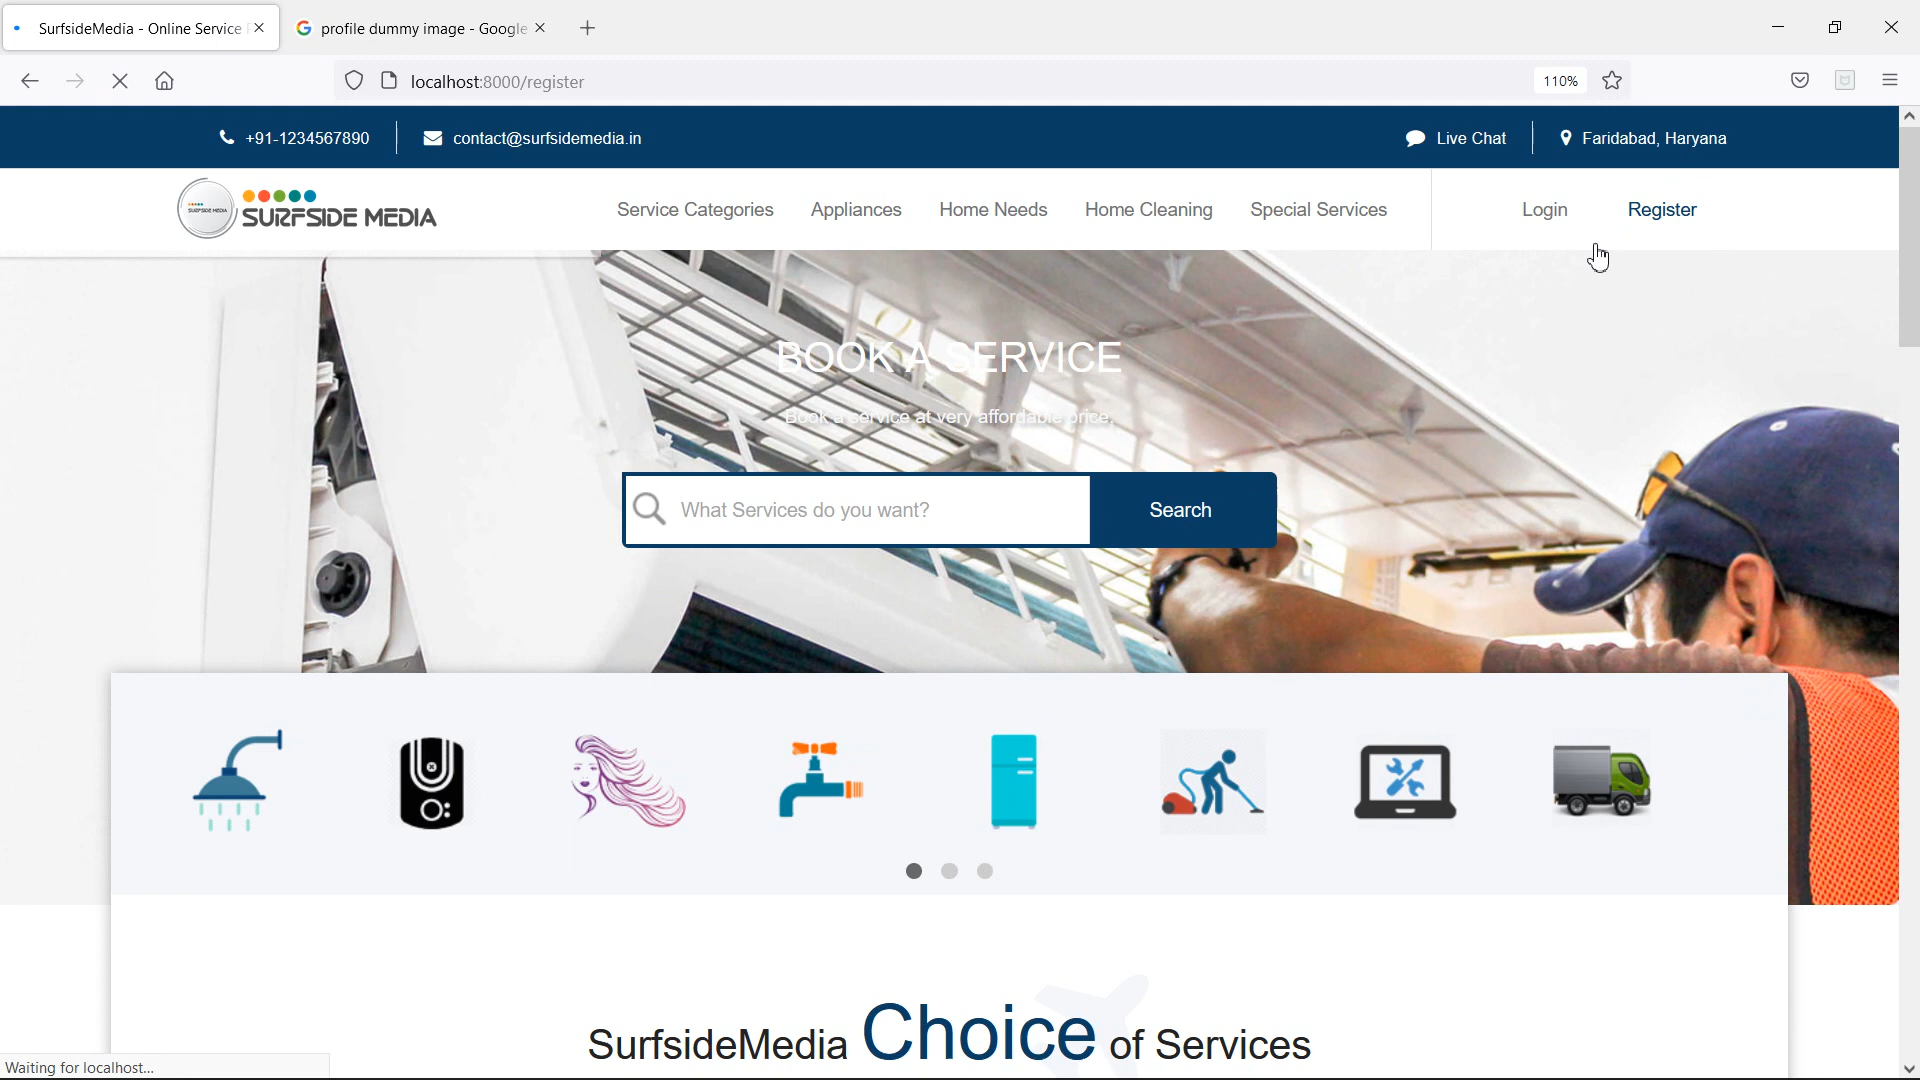 SurfsideMedia - Online Service
profile dummy image - Google
localhost:8000/register
110%
+91-1234567890
contact@surfsidemedia.in
Live Chat
Faridabad, Haryana
SURFSIDE MEDIA
SURFSIDE MEDIA
Service Categories
Appliances
Home Needs
Home Cleaning
Special Services
Login
Register
BOOK A SERVICE
Book a service at very affordable price,
What Services do you want?
Search
SurfsideMedia Choice of Services
Waiting for localhost...